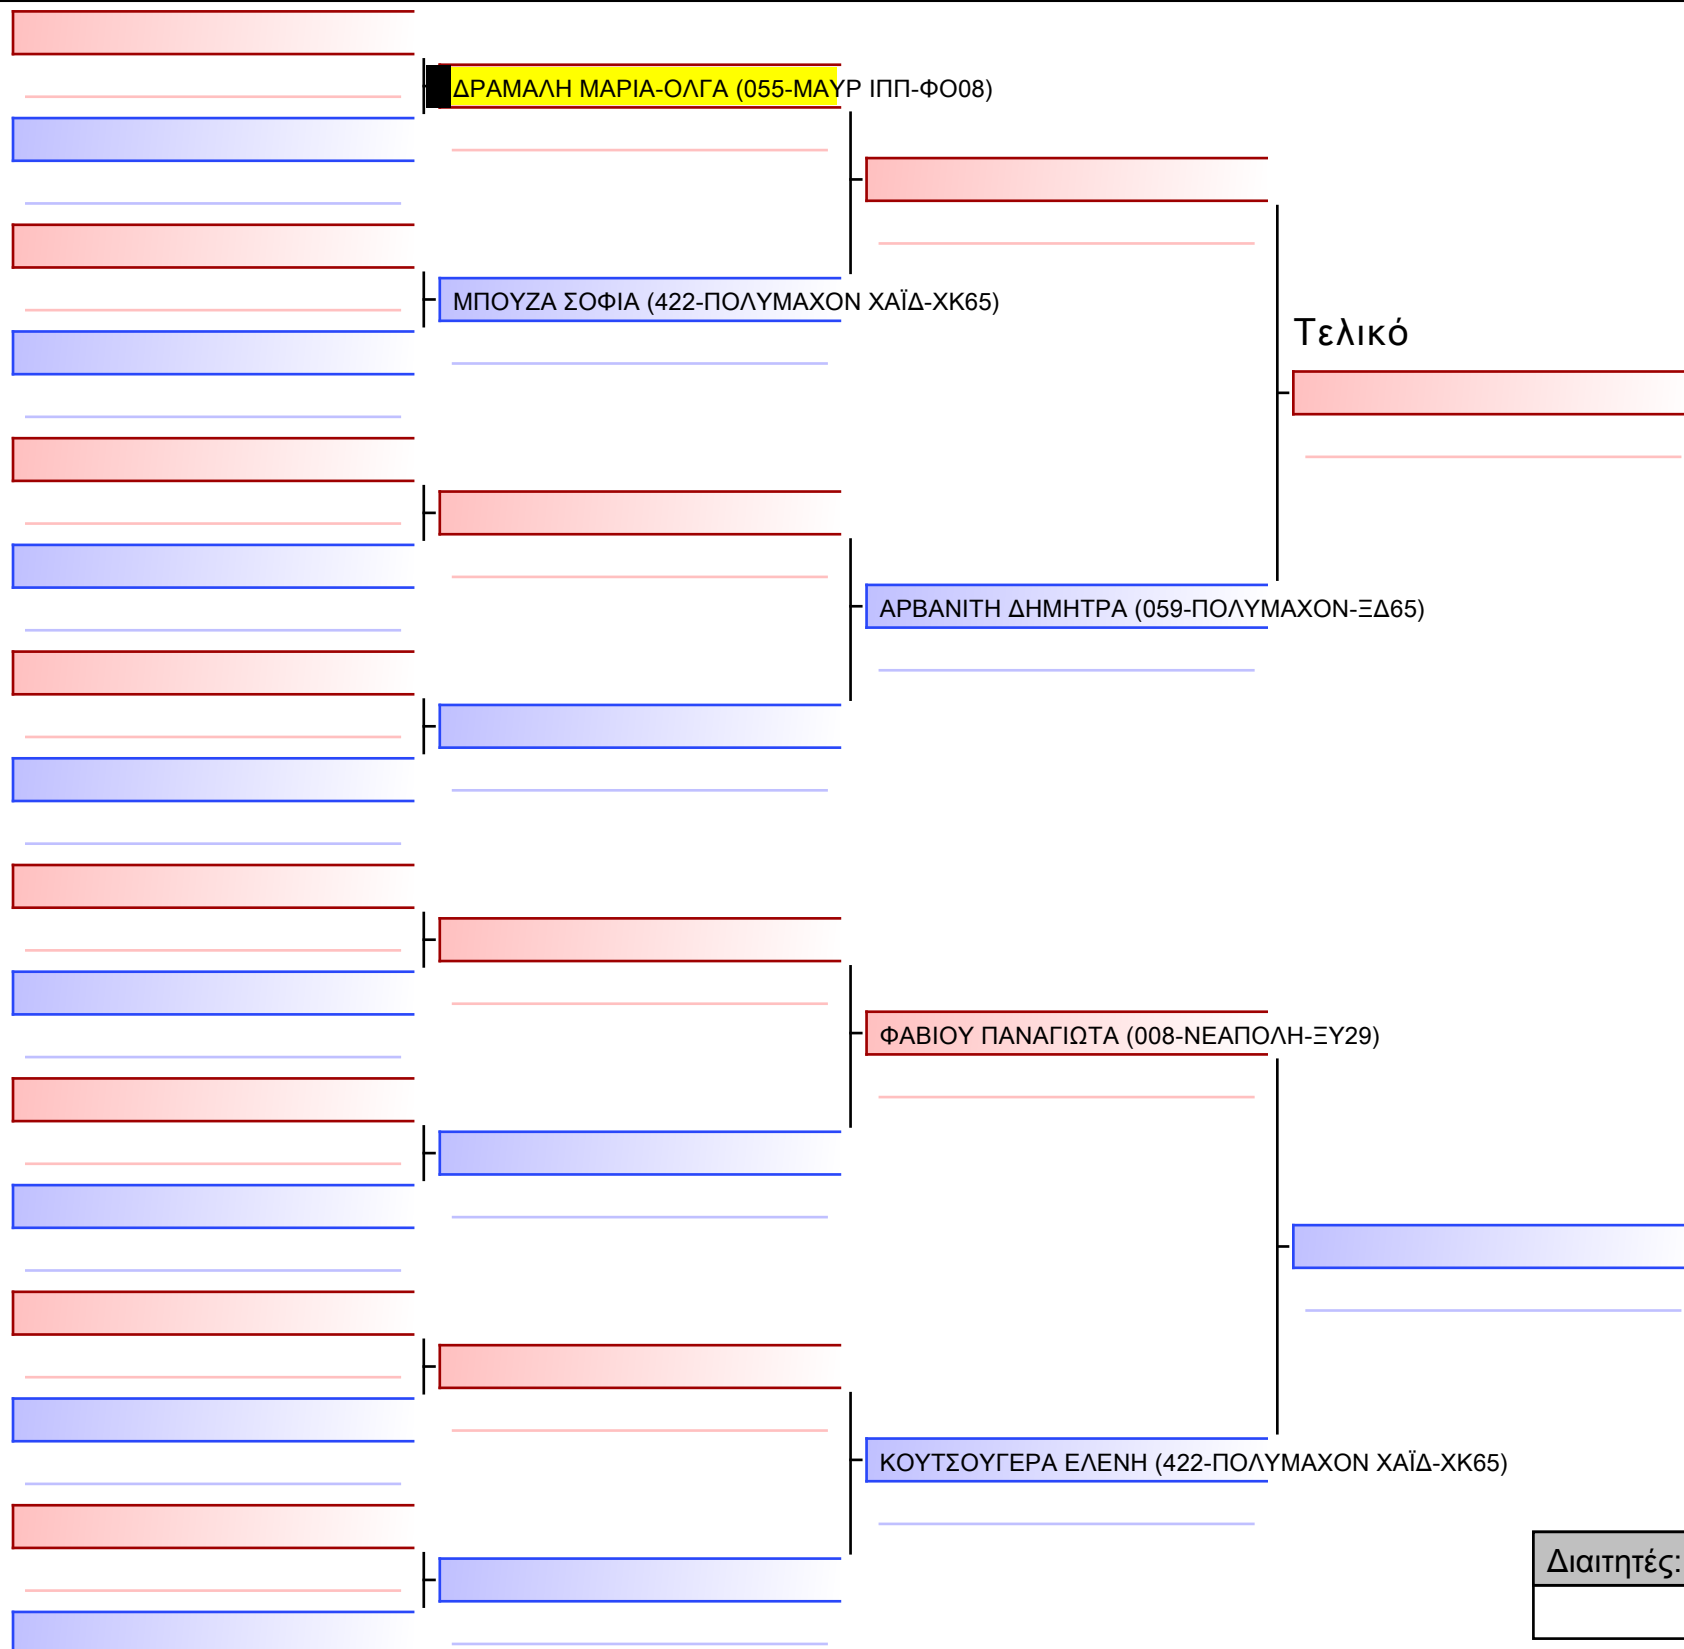 ΔΡΑΜΑΛΗ ΜΑΡΙΑ-ΟΛΓΑ (055-ΜΑΥΡ ΙΠΠ-ΦΟ08)
ΜΠΟΥΖΑ ΣΟΦΙΑ (422-ΠΟΛΥΜΑΧΟΝ ΧΑΪΔ-ΧΚ65)
Τελικό
ΑΡΒΑΝΙΤΗ ΔΗΜΗΤΡΑ (059-ΠΟΛΥΜΑΧΟΝ-ΞΔ65)
ΦΑΒΙΟΥ ΠΑΝΑΓΙΩΤΑ (008-ΝΕΑΠΟΛΗ-ΞΥ29)
ΚΟΥΤΣΟΥΓΕΡΑ ΕΛΕΝΗ (422-ΠΟΛΥΜΑΧΟΝ ΧΑΪΔ-ΧΚ65)
Διαιτητές: